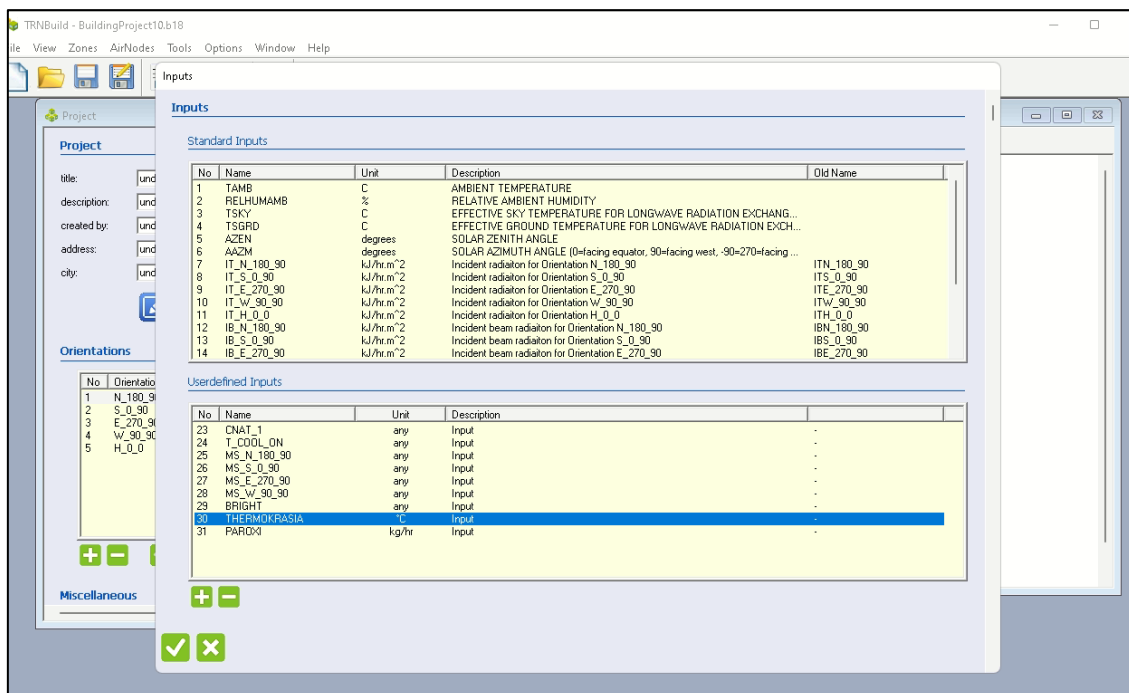 TRNBuild - BuildingProject10.b18
ile View Zones AirNodes Tools Options Window Help
Inputs
Project
Inputs
Project
Standard Inputs
No Name Unit Description Old Name
title: und
1 TAMB C AMBIENT TEMPERATURE
2 RELHUMAMB % RELATIVE AMBIENT HUMIDITY
description: und
3 TSKY C EFFECTIVE SKY TEMPERATURE FOR LONGWAVE RADIATION EXCHANG...
4 TSGRD C EFFECTIVE GROUND TEMPERATURE FOR LONGWAVE RADIATION EXCH...
created by: und
5 AZEN degrees SOLAR ZENITH ANGLE
address: und
6 AAZM degrees SOLAR AZIMUTH ANGLE (0=facing equator, 90=facing west, -90=270=facing ...
7 IT_N_180_90 kJ/hr.m^2 Incident radiaiton for Orientation N_180_90 ITN_180_90
city: und
8 IT_S_0_90 kJ/hr.m^2 Incident radiaiton for Orientation S_0_90 ITS_0_90
9 IT_E_270_90 kJ/hr.m^2 Incident radiaiton for Orientation E_270_90 ITE_270_90
10 IT_W_90_90 kJ/hr.m^2 Incident radiaiton for Orientation W_90_90 ITW_90_90
11 IT_H_0_0 kJ/hr.m^2 Incident radiaiton for Orientation H_0_0 ITH_0_0
12 IB_N_180_90 kJ/hr.m^2 Incident beam radiaiton for Orientation N_180_90 IBN_180_90
13 IB_S_0_90 kJ/hr.m^2 Incident beam radiaiton for Orientation S_0_90 IBS_0_90
14 IB_E_270_90 kJ/hr.m^2 Incident beam radiaiton for Orientation E_270_90 IBE_270_90
Orientations
Userdefined Inputs
No Orientatio
1 N_180_9
2 S_0_90
3 E_270_9
4 W_90_90
5 H_0_0
No Name Unit Description
23 CNAT_1 any Input -
24 T_COOL_ON any Input -
25 MS_N_180_90 any Input -
26 MS_S_0_90 any Input -
27 MS_E_270_90 any Input -
28 MS_W_90_90 any Input -
29 BRIGHT any Input -
30 THERMOKRASIA °C Input -
31 PAROXI kg/hr Input -
Miscellaneous